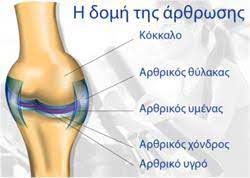 Η δομή της άρθρωσης
Κόκκαλο
Αρθρικός θύλακας
Αρθρικός υμένας
Αρθρικός χόνδρος
Αρθρικό υγρό